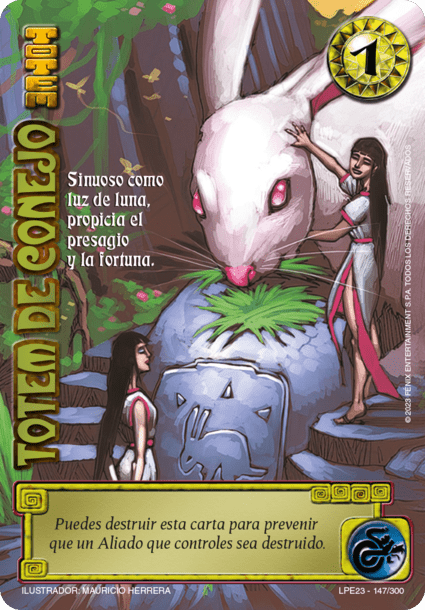 TOTEM
1
TOTEM DE CONEJO
Sinuoso como
luz de luna,
propicia el
presagio
y la fortuna.
© 2023 FÉNIX ENTERTAINMENT S.P.A. TODOS LOS DERECHOS RESERVADOS
Puedes destruir esta carta para prevenir
que un Aliado que controles sea destruido.
ILUSTRADOR: MAURICIO HERRERA
LPE23 - 147/300